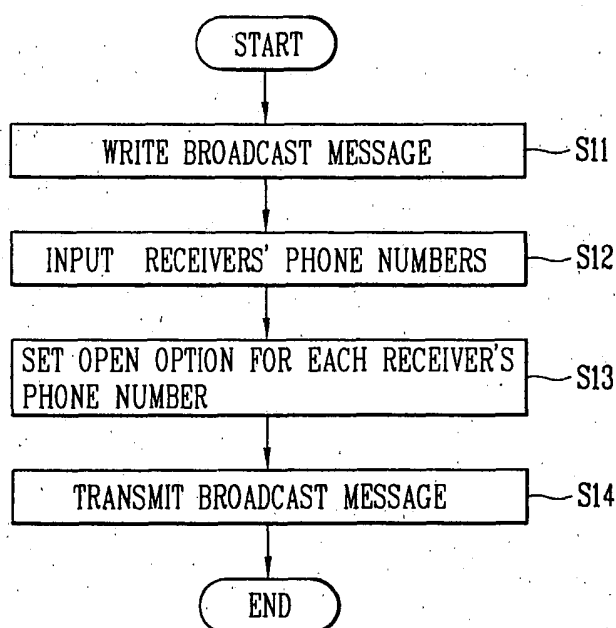 START
WRITE BROADCAST MESSAGE
S11
INPUT RECEIVERS' PHONE NUMBERS
S12
SET OPEN OPTION FOR EACH RECEIVER'S
PHONE NUMBER
S13
TRANSMIT BROADCAST MESSAGE
S14
END